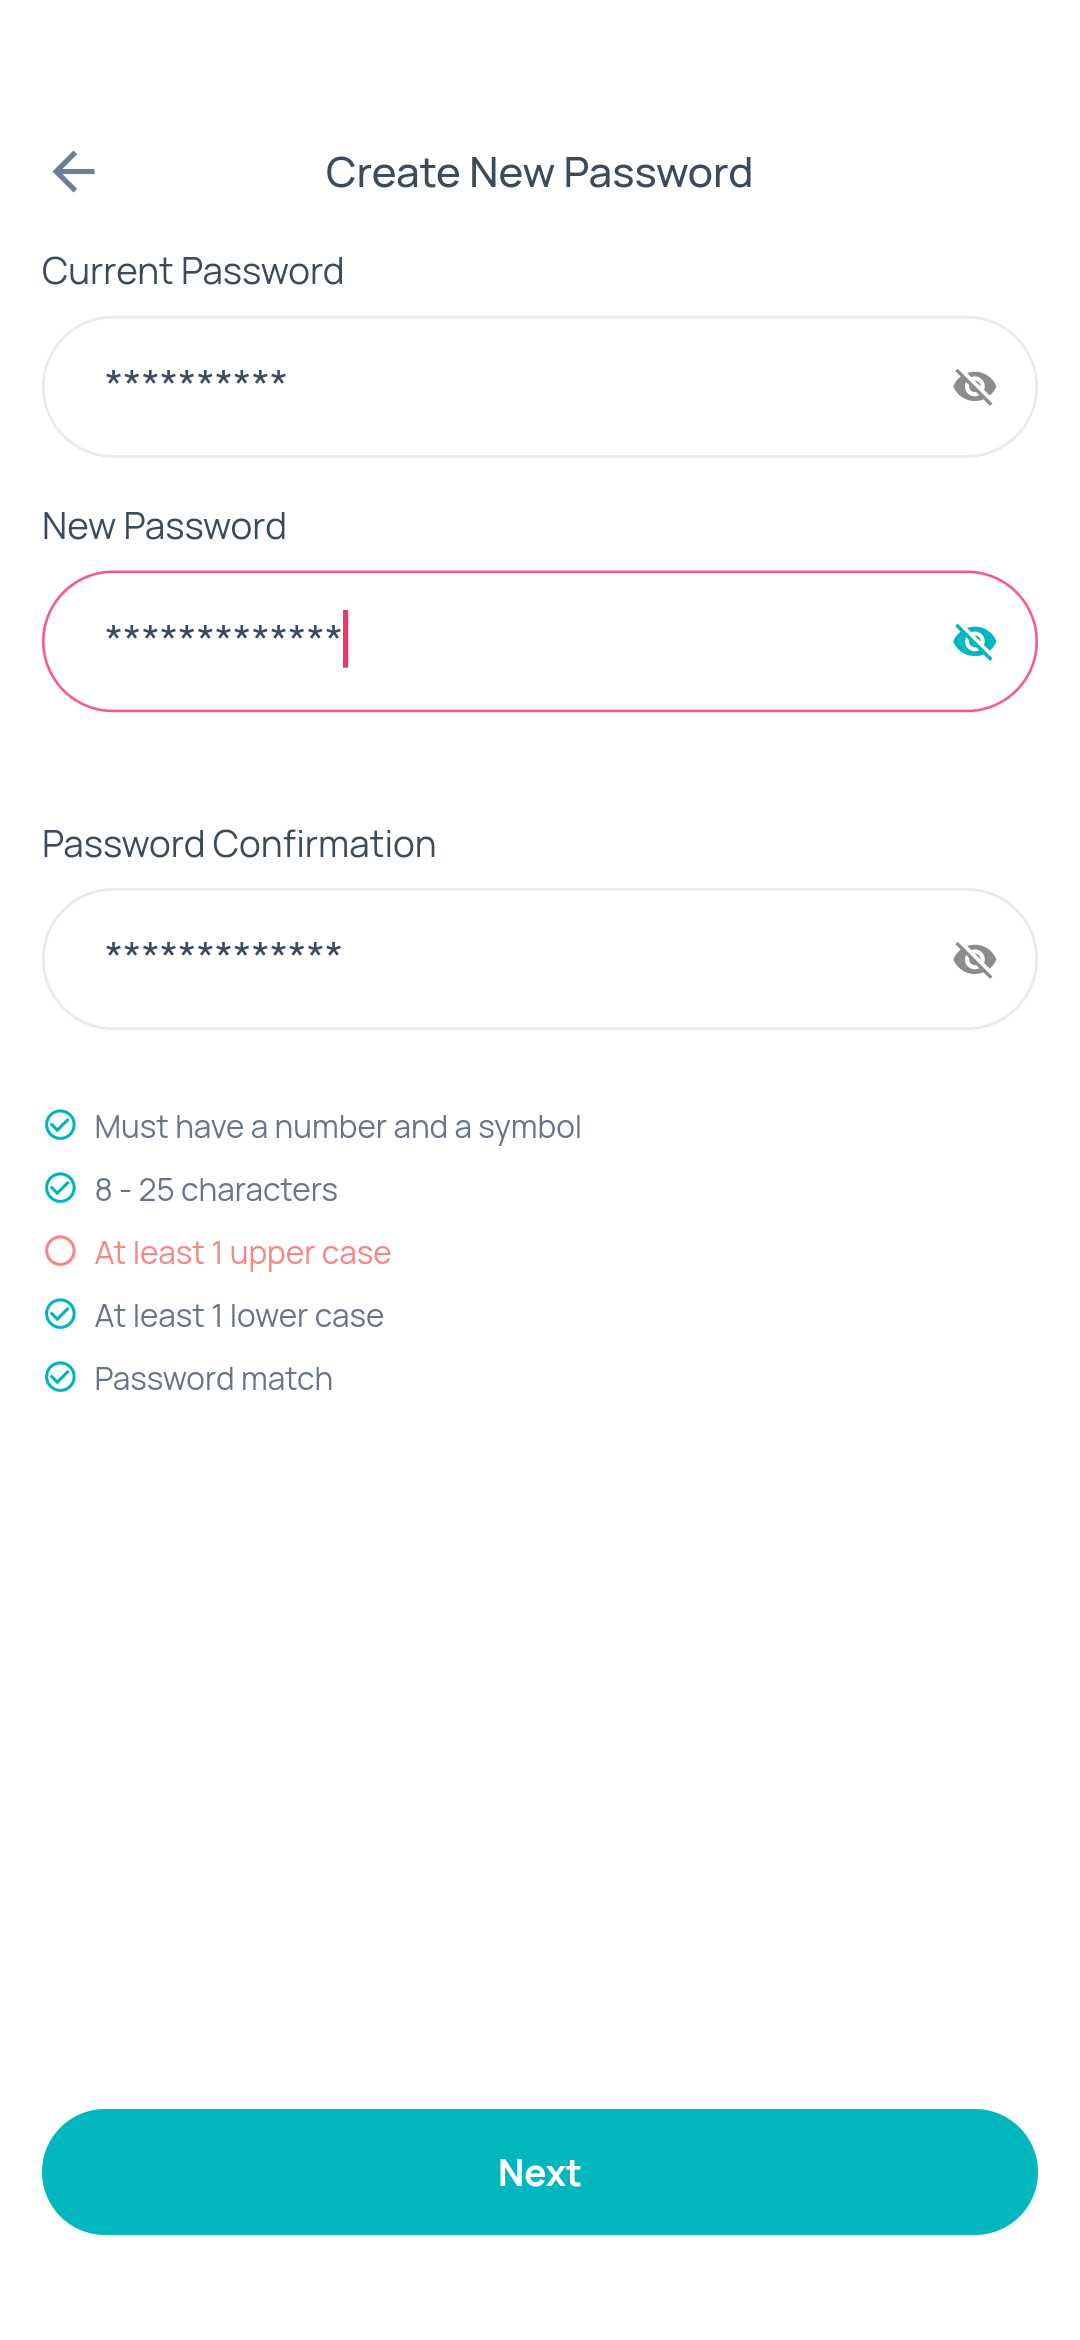 Create New Password
Current Password
**********
New Password
*************
Password Confirmation
*************
Must have a number and a symbol
8 - 25 characters
At least 1 upper case
At least 1 lower case
Password match
Next